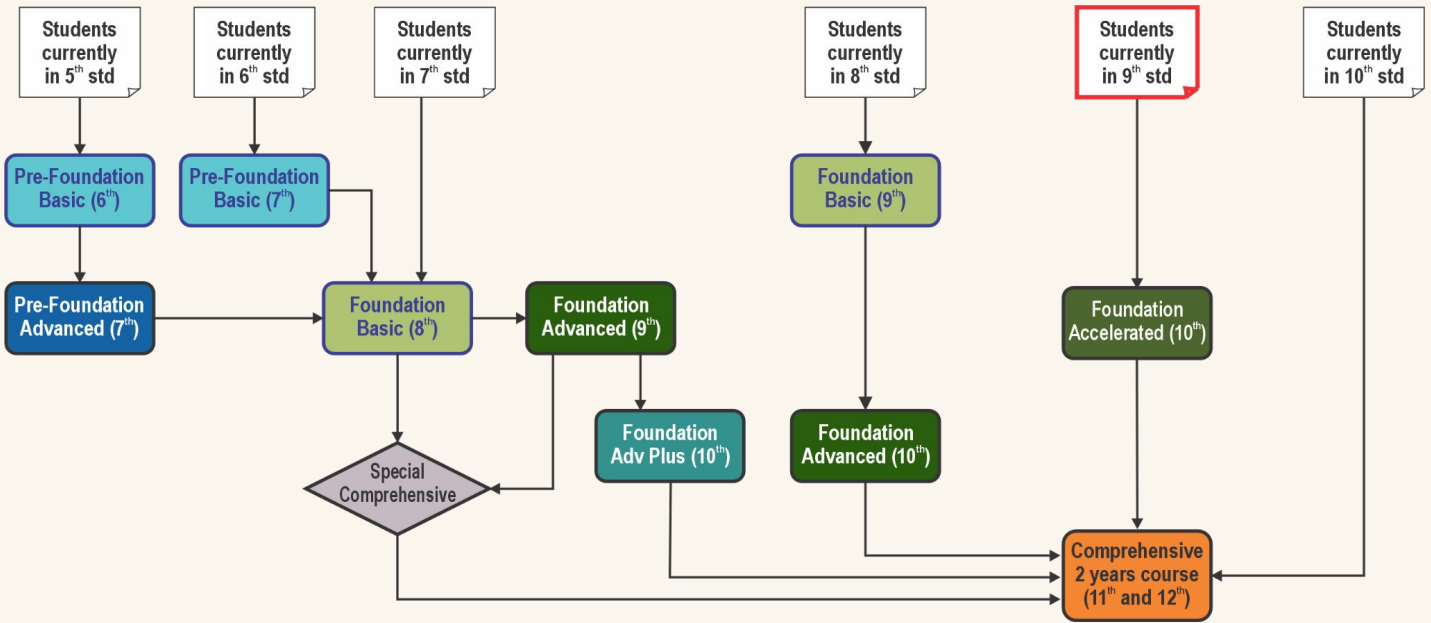 Students
currently
in 5th std
Students
currently
in 6th std
Students
currently
in 7th std
Students
currently
in 8th std
Students
currently
in 9th std
Students
currently
in 10th std
Pre-Foundation
Basic (6th)
Pre-Foundation
Basic (7th)
Foundation
Basic (9th)
Pre-Foundation
Advanced (7th)
Foundation
Basic (8th)
Foundation
Advanced (9th)
Foundation
Accelerated (10th)
Foundation
Adv Plus (10th)
Foundation
Advanced (10th)
Special
Comprehensive
Comprehensive
2 years course
(11th and 12th)